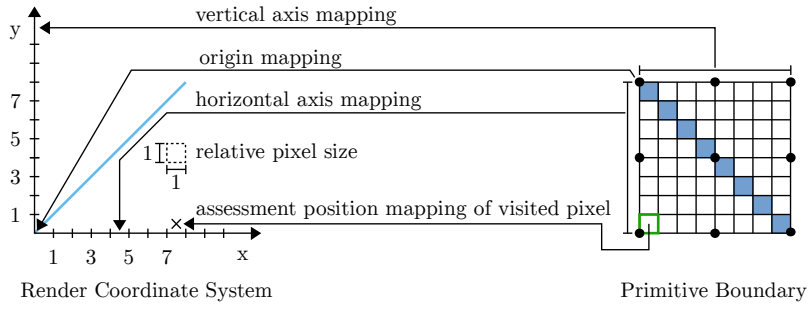 vertical axis mapping
y
origin mapping
horizontal axis mapping
7
5
3
1
1
relative pixel size
1
assessment position mapping of visited pixel
1 3 5 7 x
Render Coordinate System
Primitive Boundary